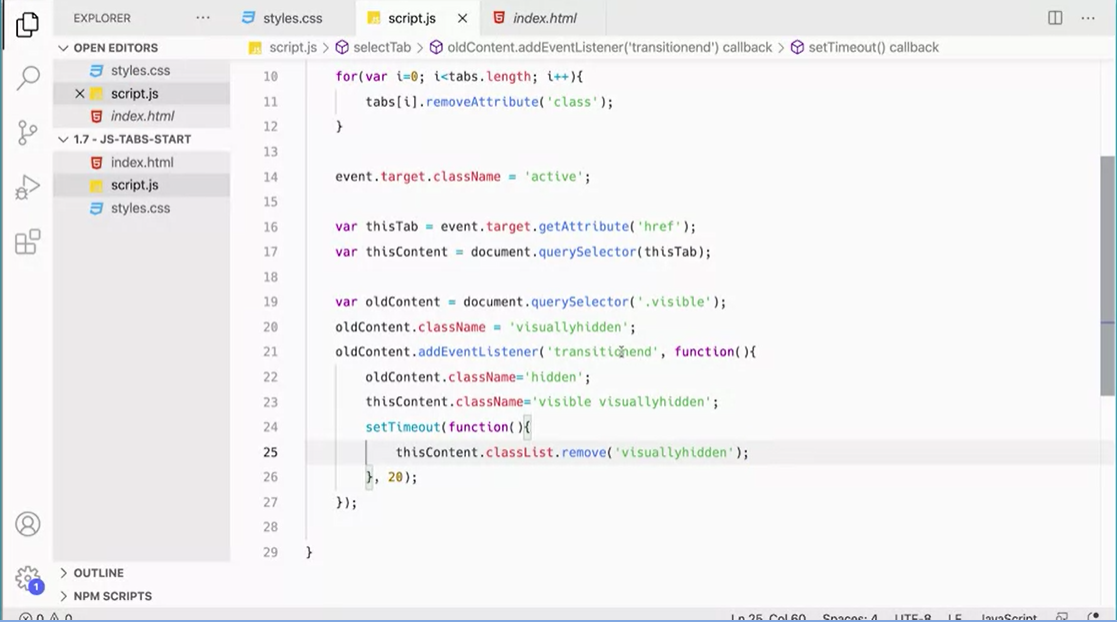 EXPLORER ··· styles.css script.js index.html ···
OPEN EDITORS
script.js > selectTab > oldContent.addEventListener('transitionend') callback > setTimeout() callback
styles.css
script.js
index.html
1.7 - JS-TABS-START
index.html
script.js
styles.css
10 for(var i=0; i<tabs.length; i++){
11 tabs[i].removeAttribute('class');
12 }
13
14 event.target.className = 'active';
15
16 var thisTab = event.target.getAttribute('href');
17 var thisContent = document.querySelector(thisTab);
18
19 var oldContent = document.querySelector('.visible');
20 oldContent.className = 'visuallyhidden';
21 oldContent.addEventListener('transitionend', function(){
22 oldContent.className='hidden';
23 thisContent.className='visible visuallyhidden';
24 setTimeout(function(){
25 thisContent.classList.remove('visuallyhidden');
26 }, 20);
27 });
28
29 }
1
OUTLINE
NPM SCRIPTS
0 0 Ln 25, Col 60 Spaces: 4 UTF-8 LF JavaScript